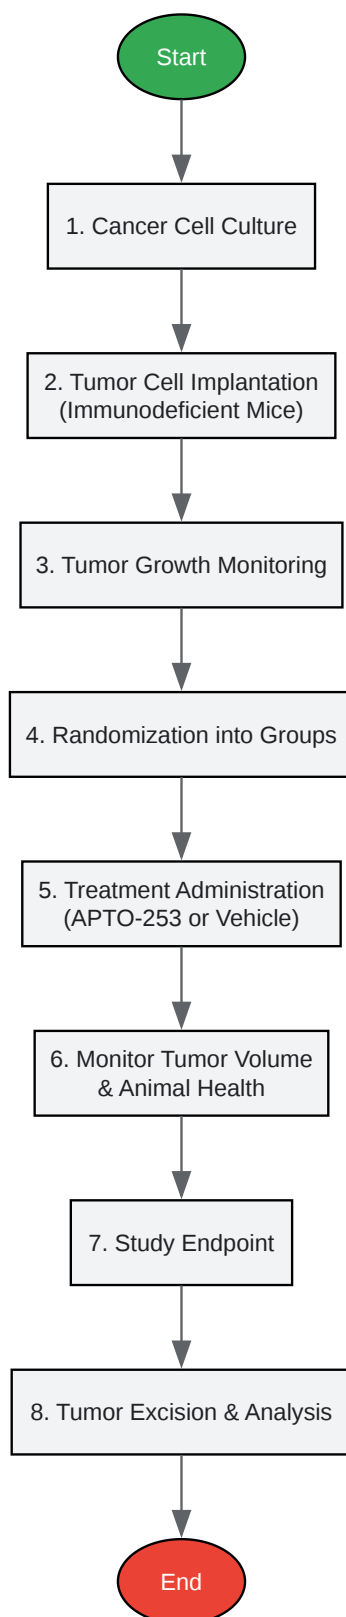 Start
1. Cancer Cell Culture
2. Tumor Cell Implantation
(Immunodeficient Mice)
3. Tumor Growth Monitoring
4. Randomization into Groups
5. Treatment Administration
(APTO-253 or Vehicle)
6. Monitor Tumor Volume
& Animal Health
7. Study Endpoint
8. Tumor Excision & Analysis
End